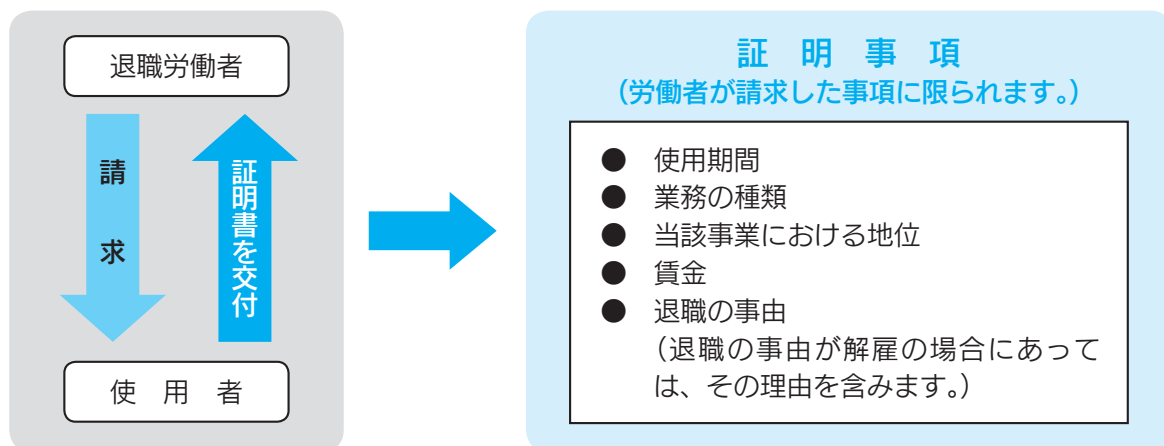 退職労働者
請求
証明書を交付
使用者
証明事項
（労働者が請求した事項に限られます。）
● 使用期間
● 業務の種類
● 当該事業における地位
● 賃金
● 退職の事由
（退職の事由が解雇の場合にあって
は、その理由を含みます。）